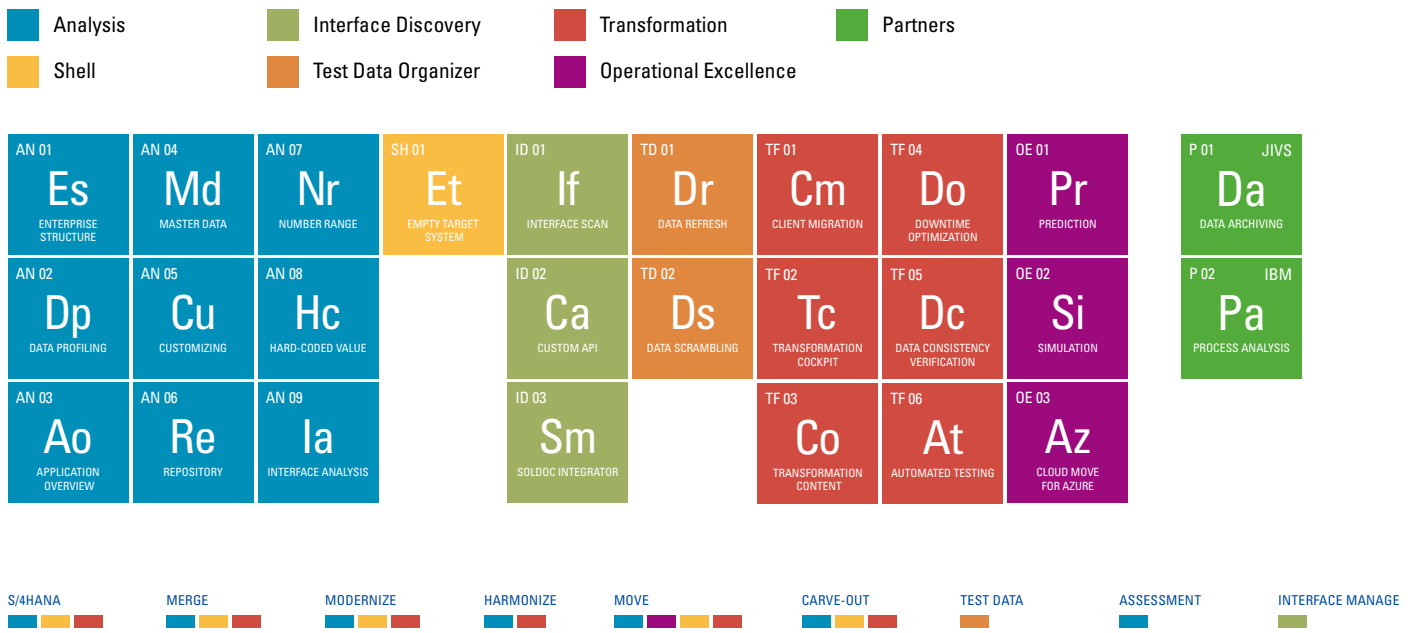 Analysis
Interface Discovery
Transformation
Partners
Shell
Test Data Organizer
Operational Excellence
AN 01
Es
ENTERPRISE
STRUCTURE
AN 04
Md
MASTER DATA
AN 07
Nr
NUMBER RANGE
SH 01
Et
EMPTY TARGET
SYSTEM
ID 01
If
INTERFACE SCAN
TD 01
Dr
DATA REFRESH
TF 01
Cm
CLIENT MIGRATION
TF 04
Do
DOWNTIME
OPTIMIZATION
OE 01
Pr
PREDICTION
P 01 JIVS
Da
DATA ARCHIVING
AN 02
Dp
DATA PROFILING
AN 05
Cu
CUSTOMIZING
AN 08
Hc
HARD-CODED VALUE
ID 02
Ca
CUSTOM API
TD 02
Ds
DATA SCRAMBLING
TF 02
Tc
TRANSFORMATION
COCKPIT
TF 05
Dc
DATA CONSISTENCY
VERIFICATION
OE 02
Si
SIMULATION
P 02 IBM
Pa
PROCESS ANALYSIS
AN 03
Ao
APPLICATION
OVERVIEW
AN 06
Re
REPOSITORY
AN 09
Ia
INTERFACE ANALYSIS
ID 03
Sm
SOLDOC INTEGRATOR
TF 03
Co
TRANSFORMATION
CONTENT
TF 06
At
AUTOMATED TESTING
OE 03
Az
CLOUD MOVE
FOR AZURE
S/4HANA
MERGE
MODERNIZE
HARMONIZE
MOVE
CARVE-OUT
TEST DATA
ASSESSMENT
INTERFACE MANAGE